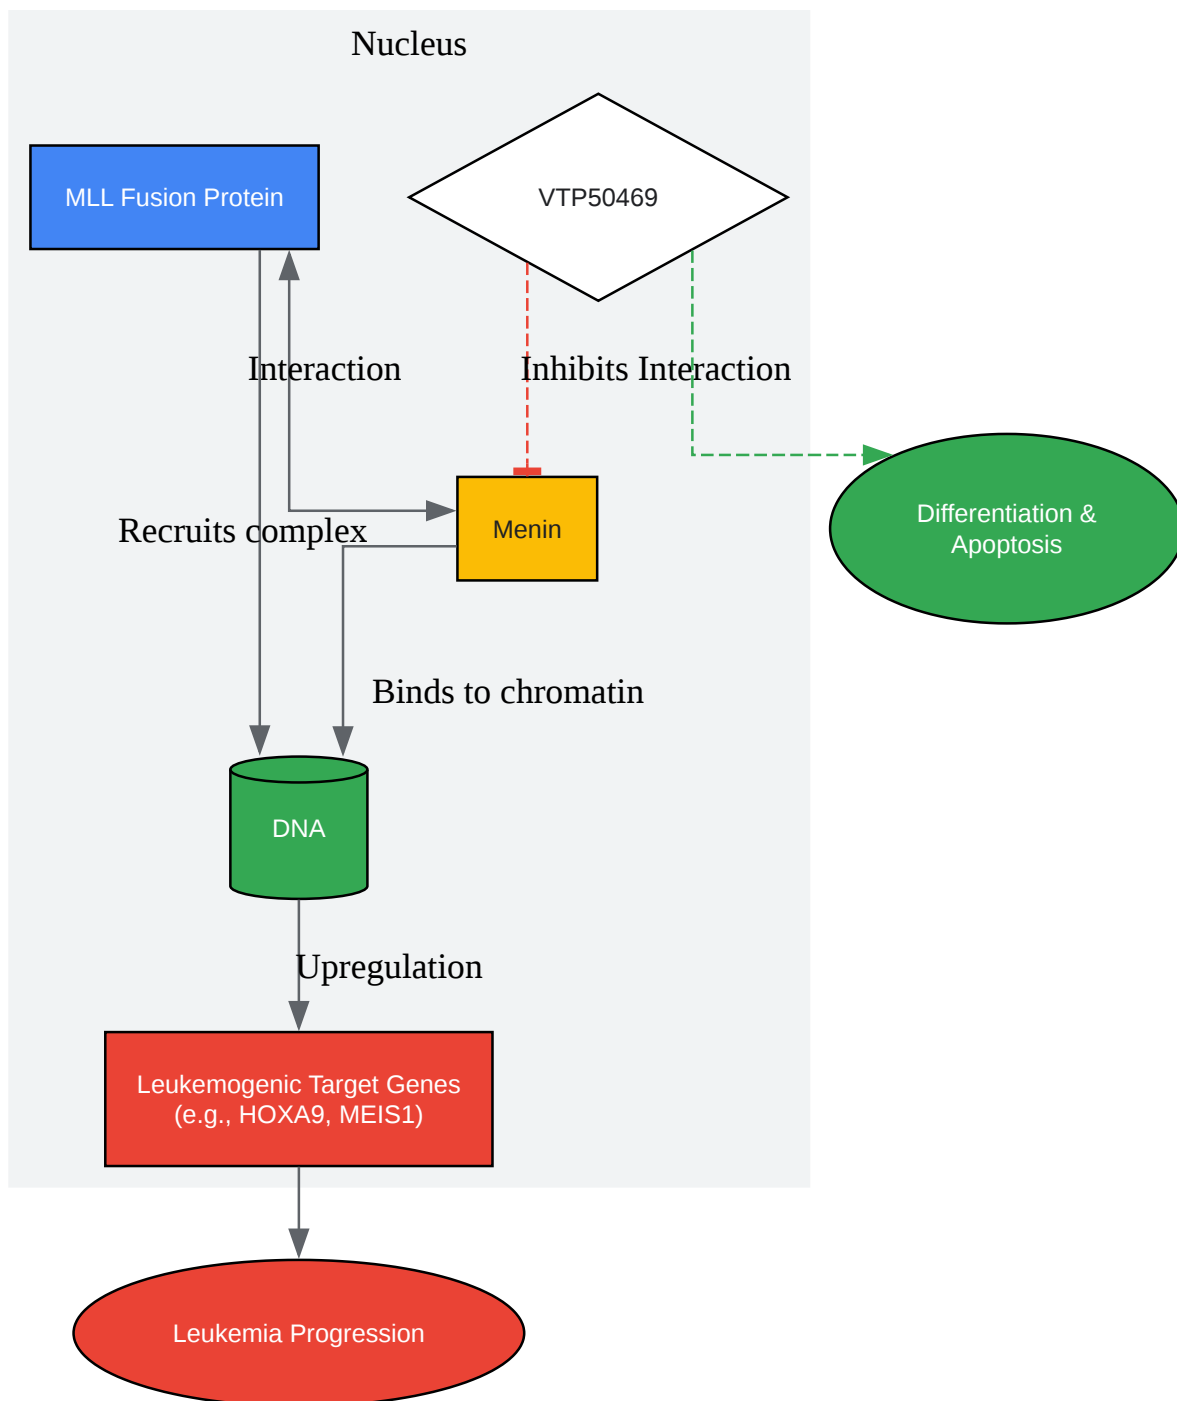 Nucleus
MLL Fusion Protein
VTP50469
Interaction
Inhibits Interaction
Recruits complex
Menin
Differentiation &
Apoptosis
Binds to chromatin
DNA
Upregulation
Leukemogenic Target Genes
(e.g., HOXA9, MEIS1)
Leukemia Progression